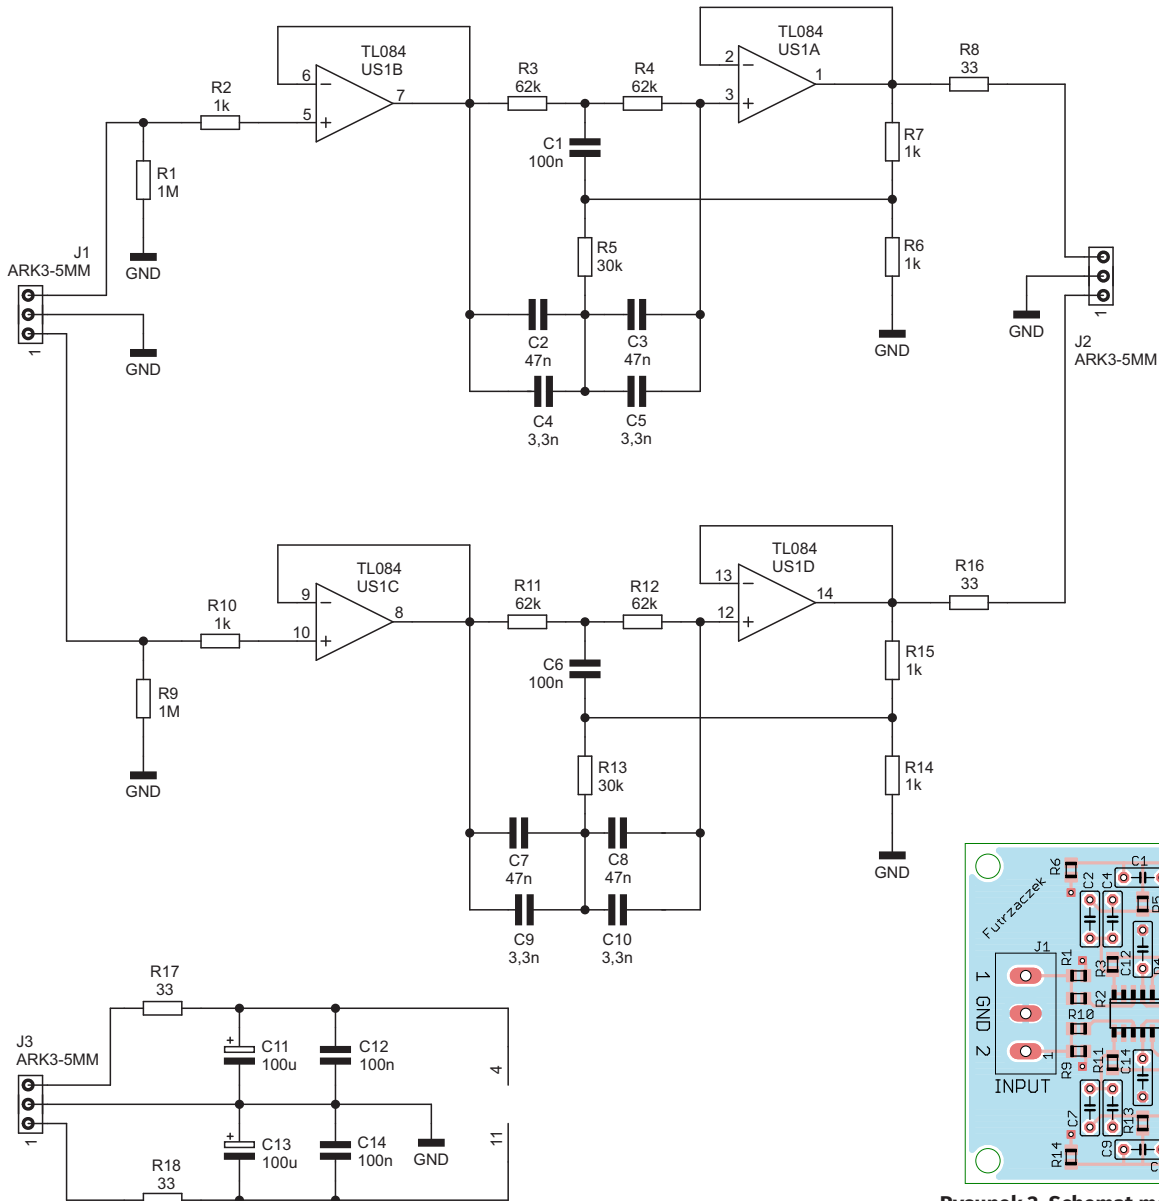 TL084
US1B
6
5
7
R2
1k
R1
1M
GND
J1
ARK3-5MM
1
GND
R3
62k
R4
62k
C1
100n
R5
30k
C2
47n
C3
47n
C4
3,3n
C5
3,3n
TL084
US1A
2
3
1
R8
33
R7
1k
R6
1k
GND
GND
1
J2
ARK3-5MM
TL084
US1C
9
10
8
R10
1k
R9
1M
GND
R11
62k
R12
62k
C6
100n
R13
30k
C7
47n
C8
47n
C9
3,3n
C10
3,3n
TL084
US1D
13
12
14
R16
33
R15
1k
R14
1k
GND
J3
ARK3-5MM
1
R17
33
R18
33
+
C11
100u
C12
100n
+
C13
100u
C14
100n
GND
4
11
Futrzaczek
R6
C1
C2
C4
R5
J1
R1
R3
C12
R4
1
GND
2
R2
R10
1
R9
R11
C14
INPUT
C7
R13
R14
C9
Rysunek 2. Schemat m